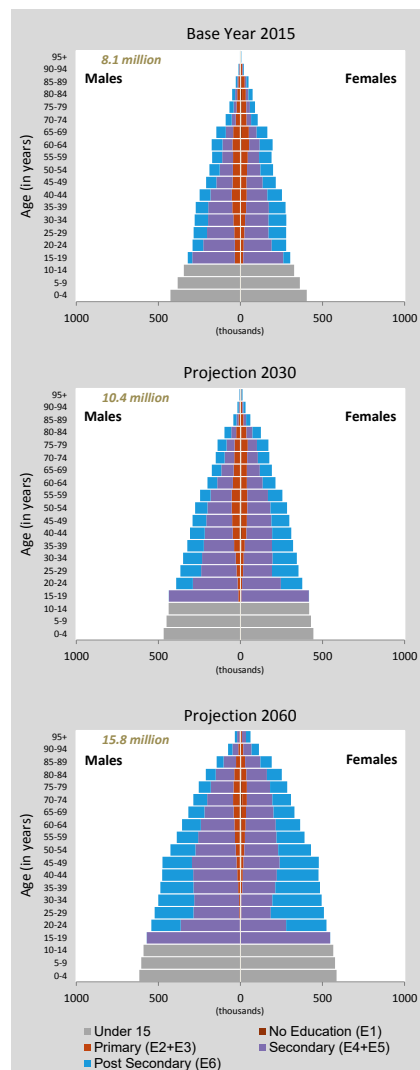 Base Year 2015
8.1 million
Males
Females
Age (in years)
95+
90-94
85-89
80-84
75-79
70-74
65-69
60-64
55-59
50-54
45-49
40-44
35-39
30-34
25-29
20-24
15-19
10-14
5-9
0-4
1000 500 0 500 1000
(thousands)
Projection 2030
10.4 million
Males
Females
Age (in years)
95+
90-94
85-89
80-84
75-79
70-74
65-69
60-64
55-59
50-54
45-49
40-44
35-39
30-34
25-29
20-24
15-19
10-14
5-9
0-4
1000 500 0 500 1000
(thousands)
Projection 2060
15.8 million
Males
Females
Age (in years)
95+
90-94
85-89
80-84
75-79
70-74
65-69
60-64
55-59
50-54
45-49
40-44
35-39
30-34
25-29
20-24
15-19
10-14
5-9
0-4
1000 500 0 500 1000
(thousands)
Under 15
No Education (E1)
Primary (E2+E3)
Secondary (E4+E5)
Post Secondary (E6)